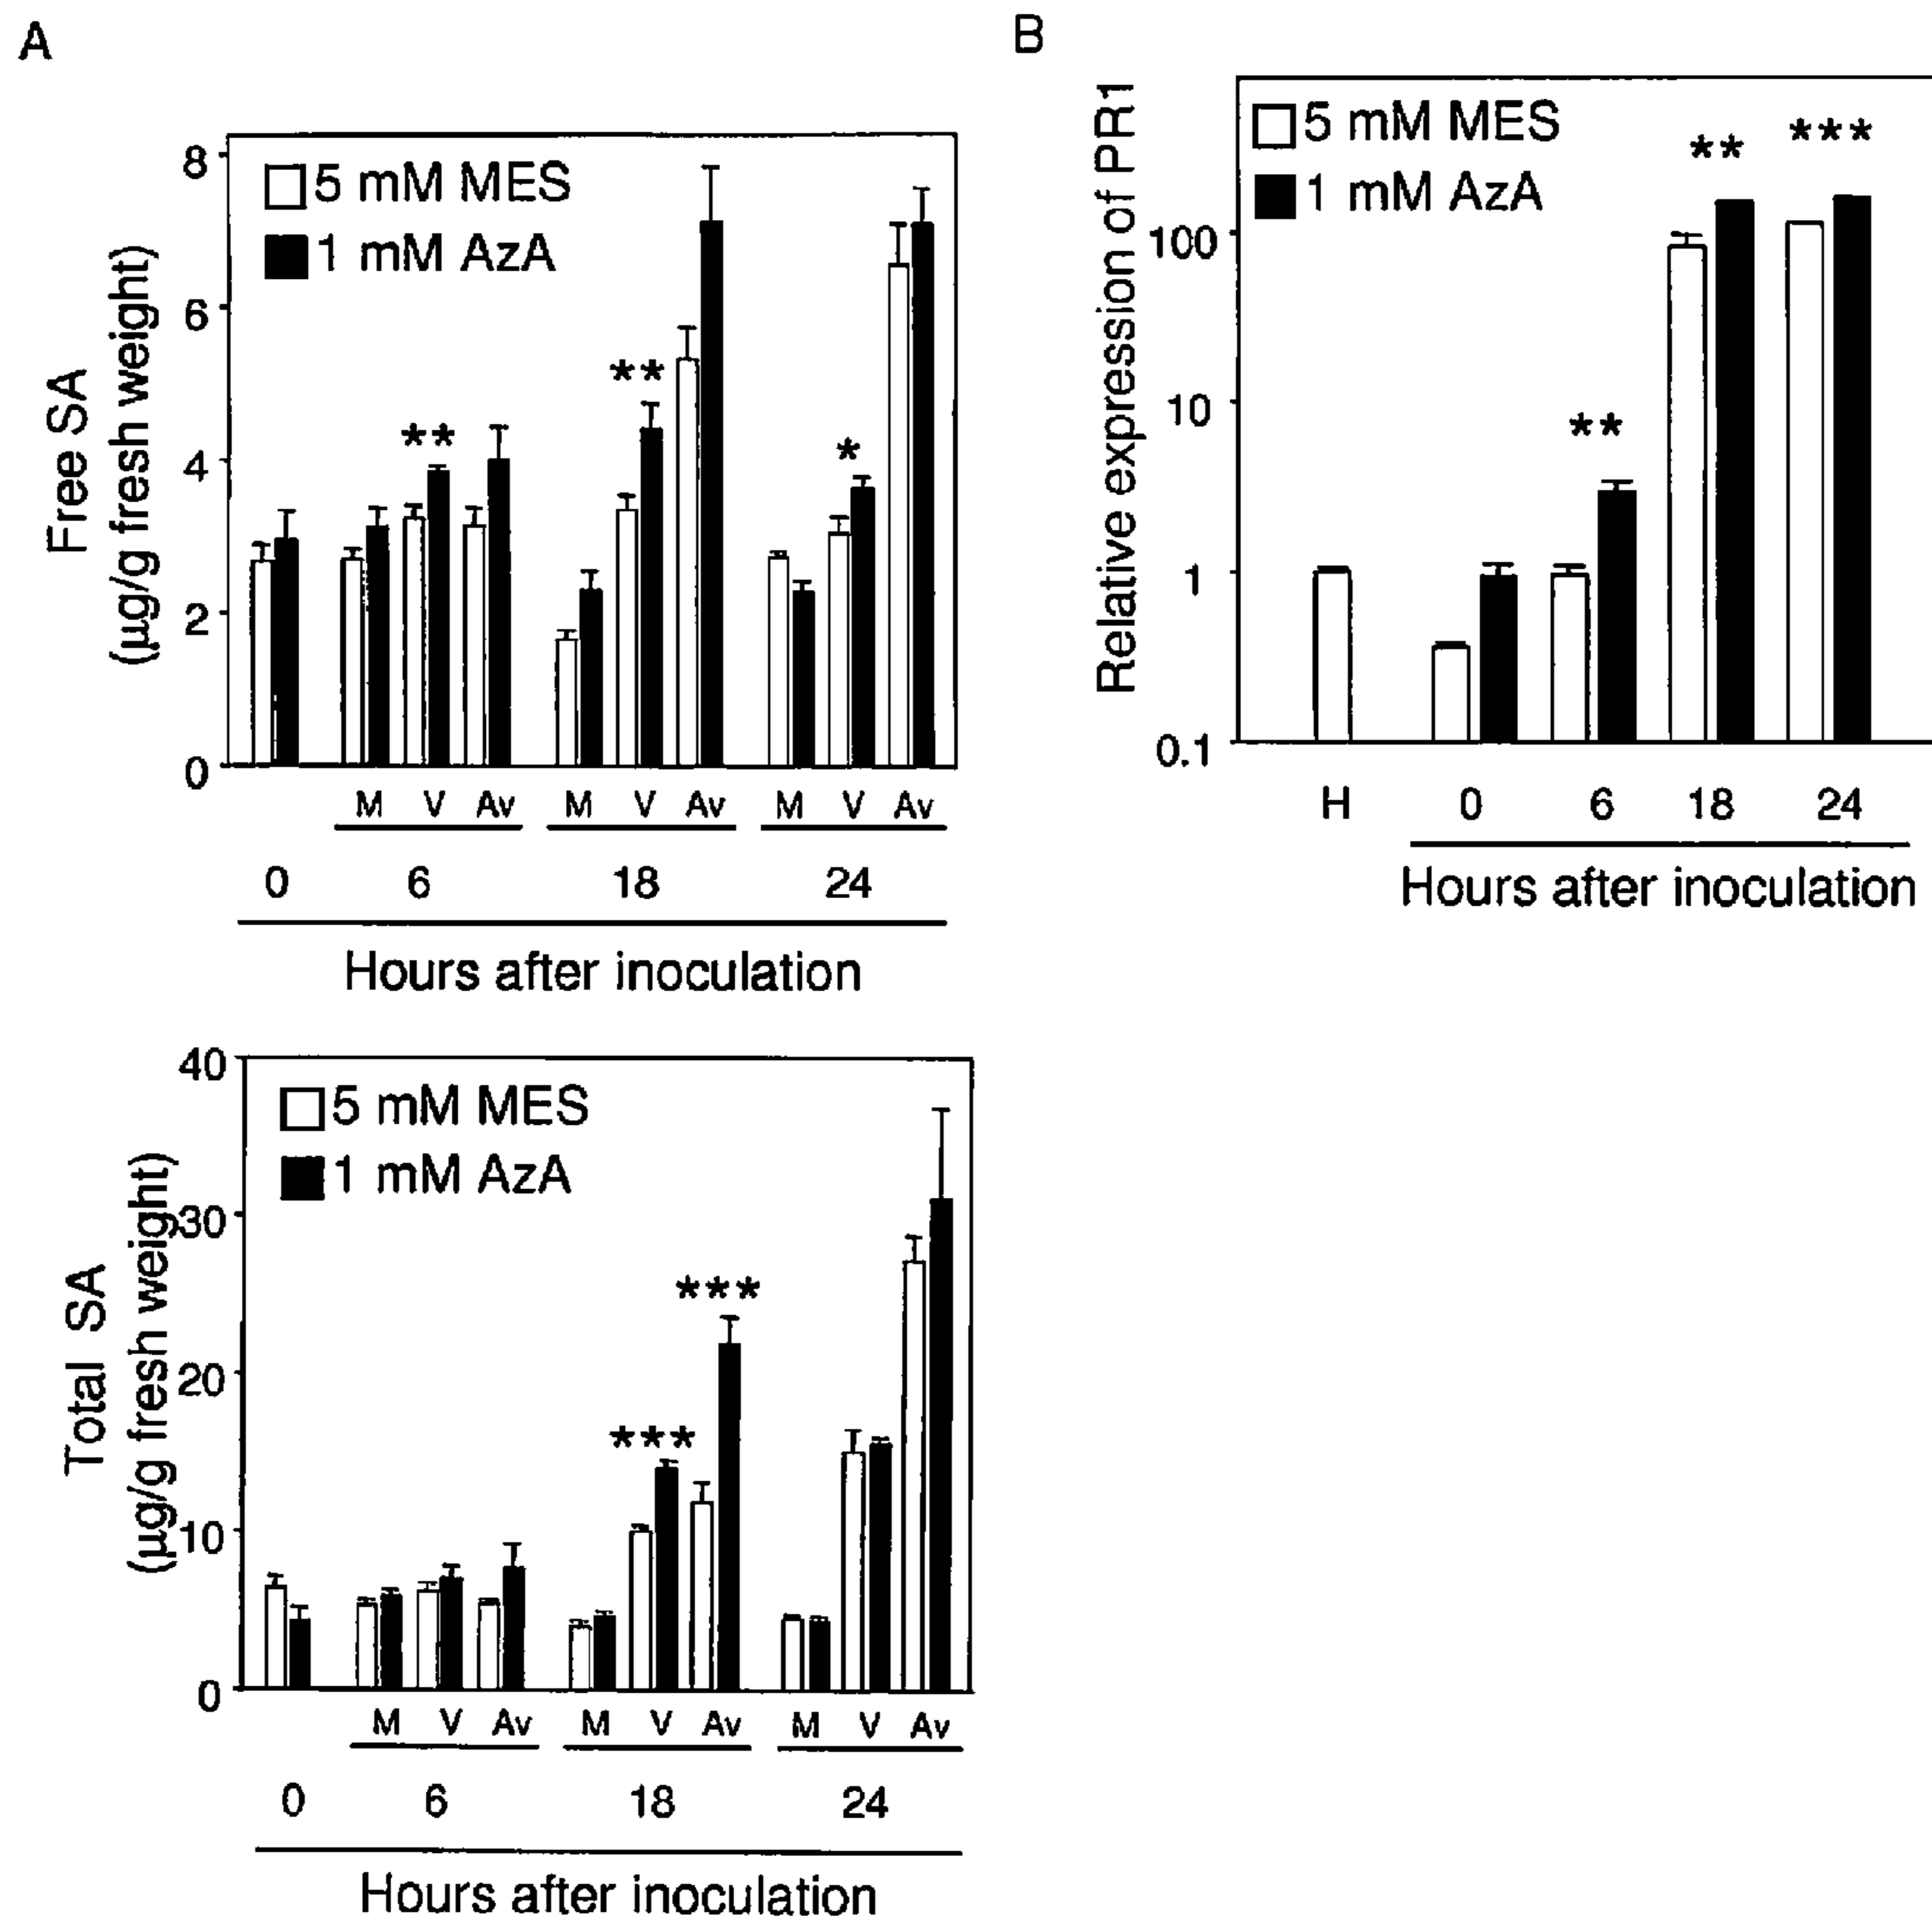 A
8
6
4
2
0
Free SA
(µg/g fresh weight)
5 mM MES
1 mM AzA
**
**
*
M V Av M V Av M V Av
0 6 18 24
Hours after inoculation
B
Relative expression of PR1
100
10
1
0.1
5 mM MES
1 mM AzA
**
**
***
H 0 6 18 24
Hours after inoculation
40
30
20
10
0
Total SA
(µg/g fresh weight)
5 mM MES
1 mM AzA
***
***
M V Av M V Av M V Av
0 6 18 24
Hours after inoculation